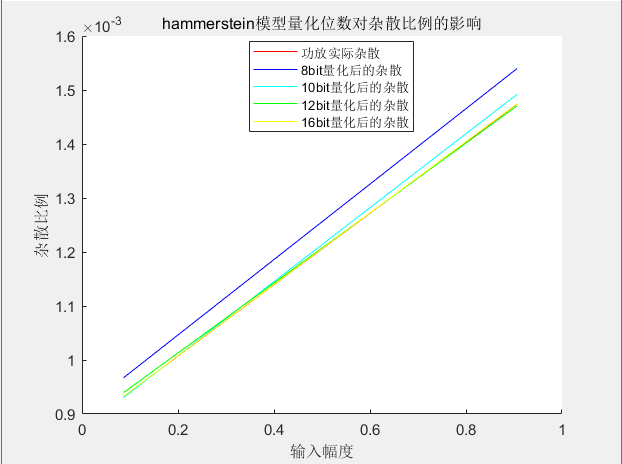 hammerstein模型量化位数对杂散比例的影响
×10-3
1.6
1.5
1.4
1.3
1.2
1.1
1
0.9
杂散比例
功放实际杂散
8bit量化后的杂散
10bit量化后的杂散
12bit量化后的杂散
16bit量化后的杂散
0 0.2 0.4 0.6 0.8 1
输入幅度